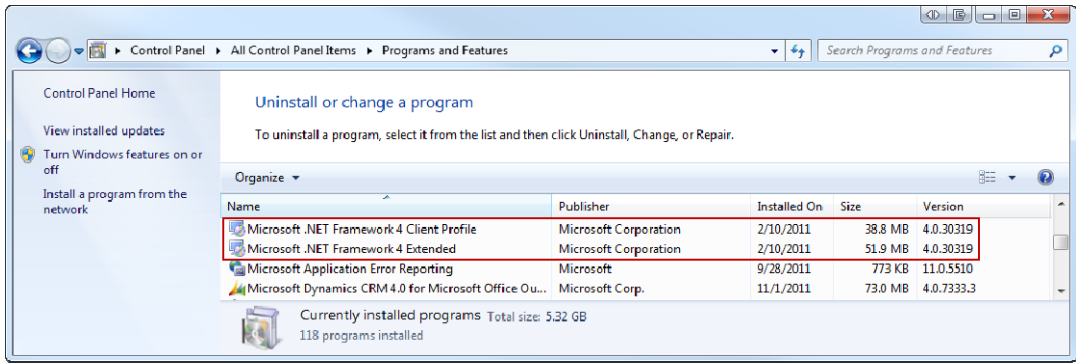 Control Panel ▸ All Control Panel Items ▸ Programs and Features
Search Programs and Features
Control Panel Home
View installed updates
Turn Windows features on or
off
Install a program from the
network
Uninstall or change a program
To uninstall a program, select it from the list and then click Uninstall, Change, or Repair.
Organize
Name Publisher Installed On Size Version
Microsoft .NET Framework 4 Client Profile Microsoft Corporation 2/10/2011 38.8 MB 4.0.30319
Microsoft .NET Framework 4 Extended Microsoft Corporation 2/10/2011 51.9 MB 4.0.30319
Microsoft Application Error Reporting Microsoft 9/28/2011 773 KB 11.0.5510
Microsoft Dynamics CRM 4.0 for Microsoft Office Ou... Microsoft Corp. 11/1/2011 73.0 MB 4.0.7333.3
Currently installed programs Total size: 5.32 GB
118 programs installed